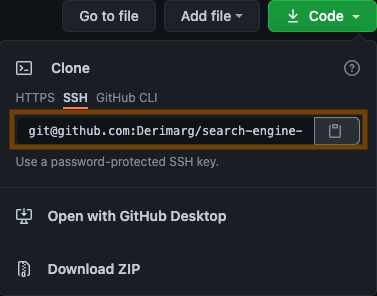 Go to file Add file Code
Clone
HTTPS SSH GitHub CLI
git@github.com:Derimarg/search-engine-
Use a password-protected SSH key.
Open with GitHub Desktop
Download ZIP